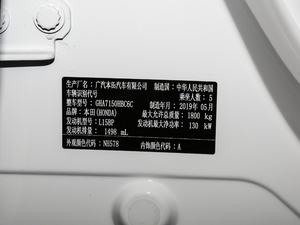 生产厂名：广汽本田汽车有限公司 制造国：中华人民共和国
车辆识别代号 乘坐人数：5
整车型号：GHA7150HBC6C 制造年月：2019年05月
品牌：本田(HONDA) 最大允许总质量：1800 kg
发动机型号：L15BP 发动机最大净功率：130 kW
发动机排量：1498 mL
外观颜色代号：NH578 内饰颜色代号：A